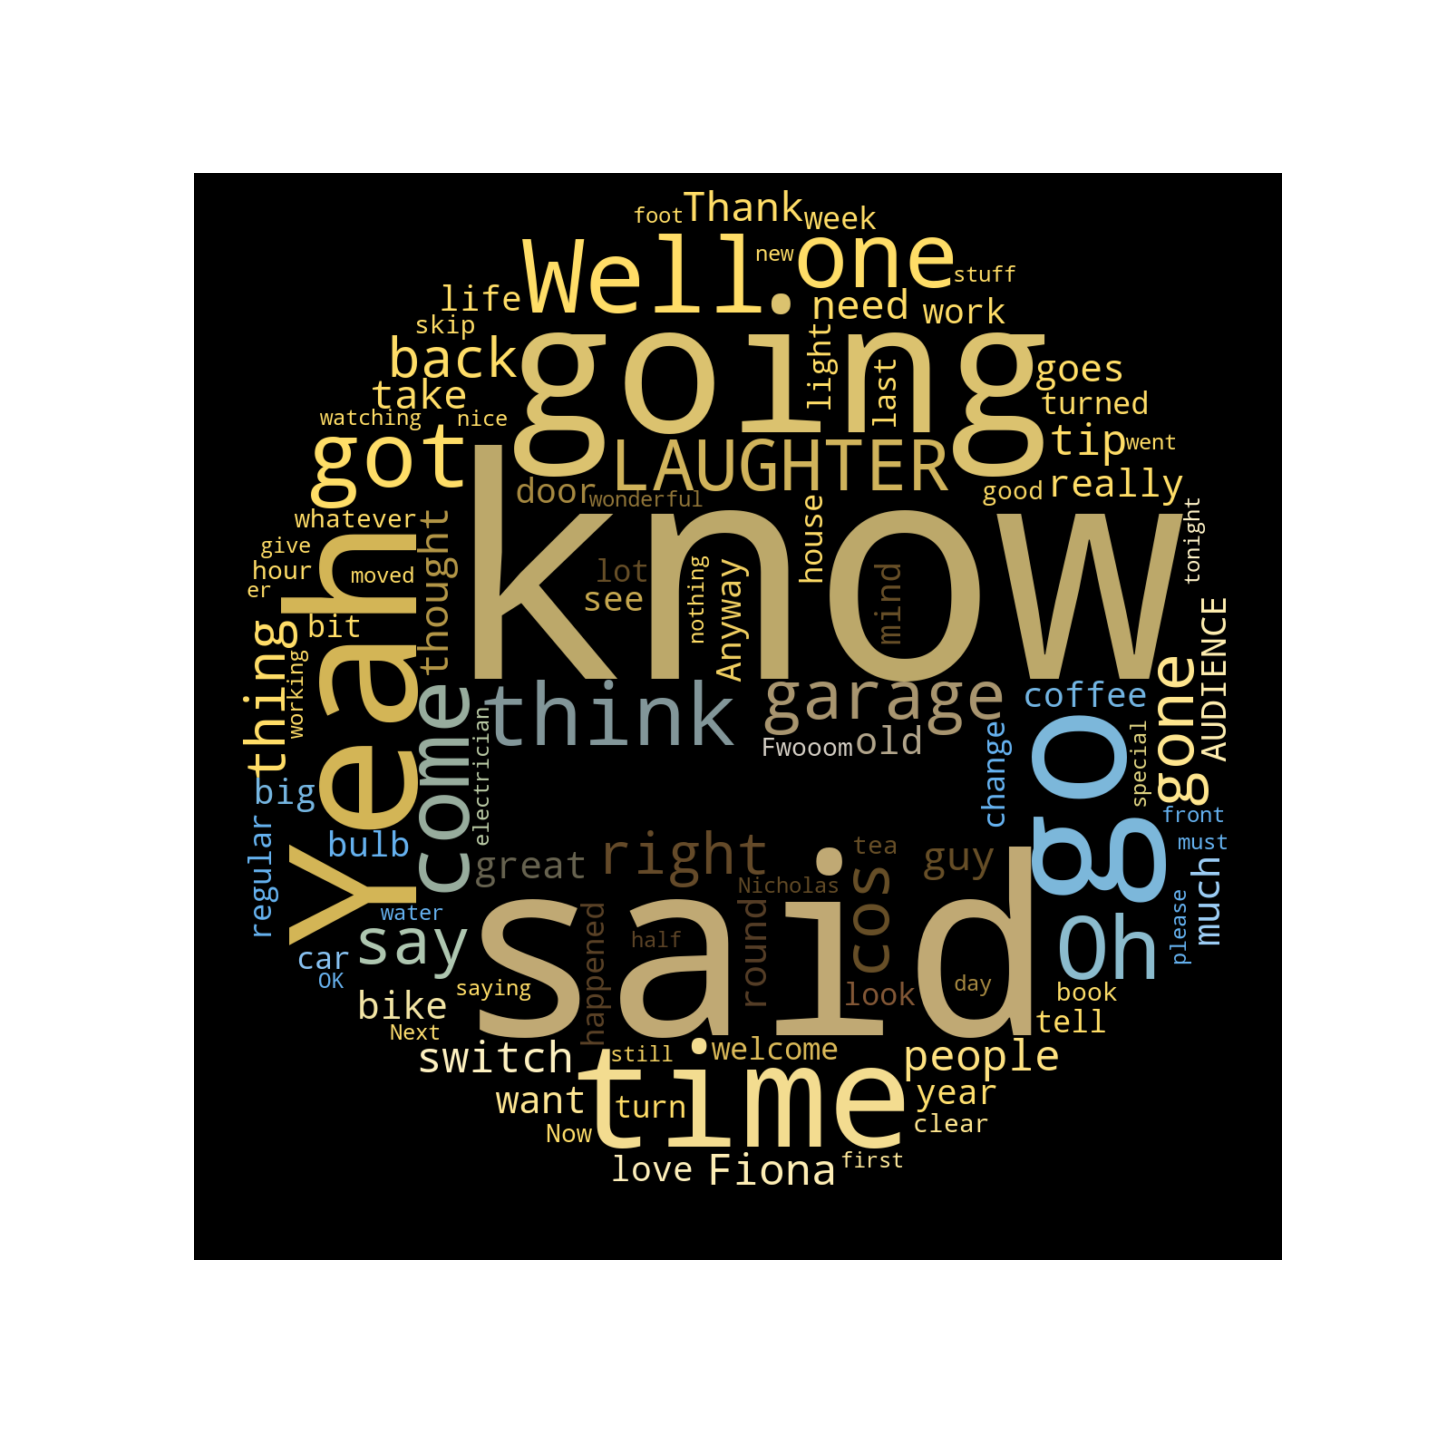 foot Thank week
Well one
new
stuff
life
need work
skip
going
light
last
back
goes
take
turned
watching nice
tip went
got
LAUGHTER
really
good
door wonderful
know
house
whatever
thought
tonight
give
hour
moved
er
Yeah
lot
see
nothing
Anyway
mind
bit
thing
working
AUDIENCE
gone
come
think
garage
coffee
go
electrician
Fwooom old
change
special
big
front
regular
bulb
great
right
tea
guy
must
much
Nicholas
cos
please
said
water
say
happened
half
round
Oh
car
OK
saying
look
day
book
bike
Next
tell
switch
still welcome
people
time
want
turn
year
Now
clear
love Fiona first